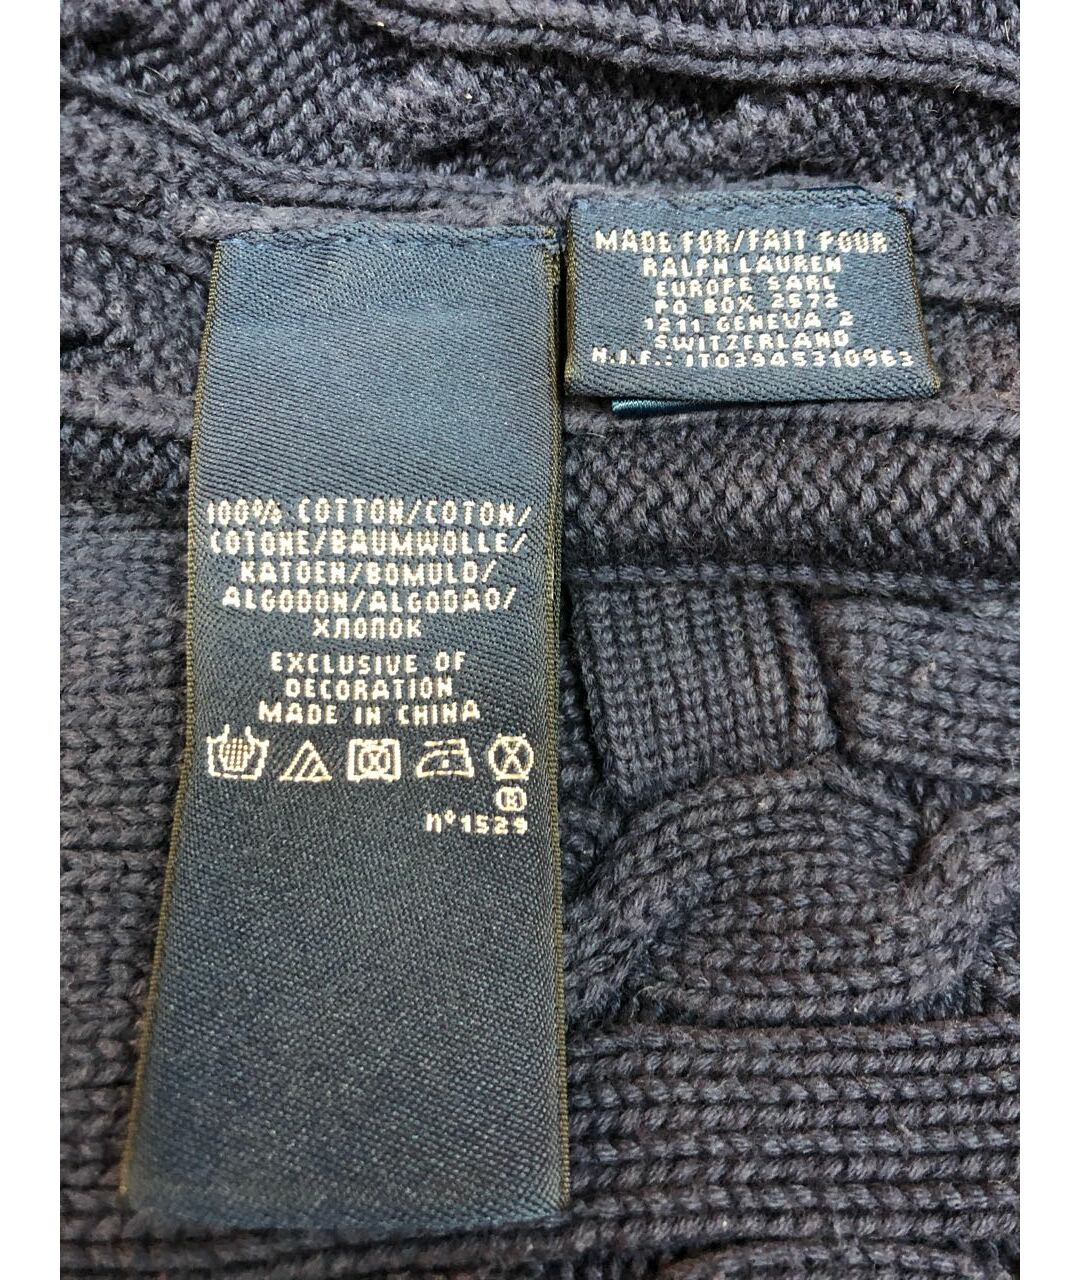 MADE FOR/FAIT POUR
RALPH LAUREN
EUROPE SARL
PO BOX 2572
1211 GENEVA 2
SWITZERLAND
N.I.F.: IT03945310963
100% COTTON/COTON/
COTONE/BAUMWOLLE/
KATOEN/BOMULD/
ALGODON/ALGODAO/
ХЛОПОК
EXCLUSIVE OF
DECORATION
MADE IN CHINA
R
nº1529